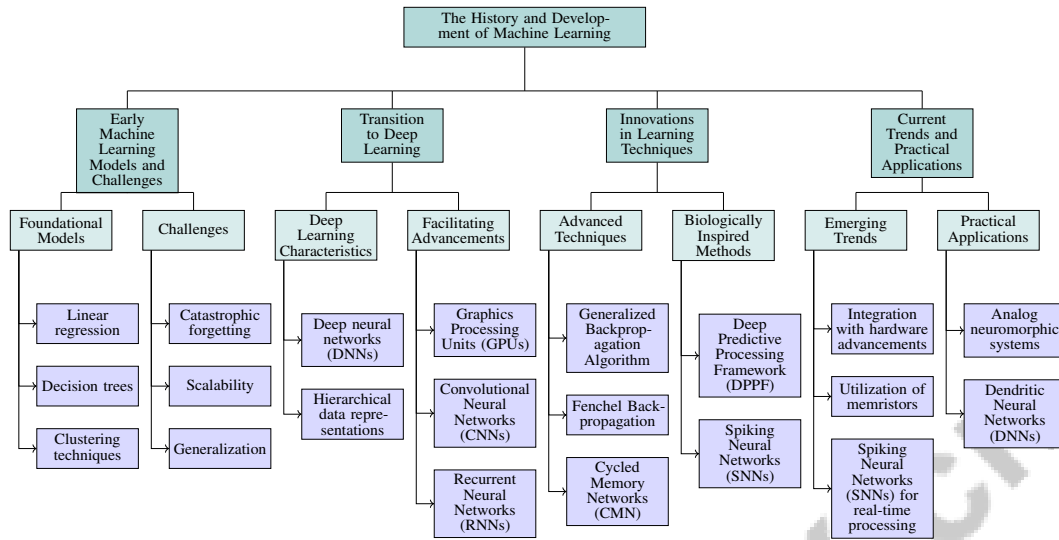 The History and Develop-
ment of Machine Learning
Early
Machine
Learning
Models and
Challenges
Transition
to Deep
Learning
Innovations
in Learning
Techniques
Current
Trends and
Practical
Applications
Foundational
Models
Challenges
Deep
Learning
Characteristics
Facilitating
Advancements
Advanced
Techniques
Biologically
Inspired
Methods
Emerging
Trends
Practical
Applications
Linear
regression
Decision trees
Clustering
techniques
Catastrophic
forgetting
Scalability
Generalization
Deep neural
networks (DNNs)
Hierarchical
data repre-
sentations
Graphics
Processing
Units (GPUs)
Convolutional
Neural
Networks
(CNNs)
Recurrent
Neural
Networks
(RNNs)
Generalized
Backprop-
agation
Algorithm
Fenchel Back-
propagation
Cycled
Memory
Networks
(CMN)
Deep
Predictive
Processing
Framework
(DPPF)
Spiking
Neural
Networks
(SNNs)
Integration
with hardware
advancements
Utilization of
memristors
Spiking
Neural
Networks
(SNNs) for
real-time
processing
Analog
neuromorphic
systems
Dendritic
Neural
Networks
(DNNs)